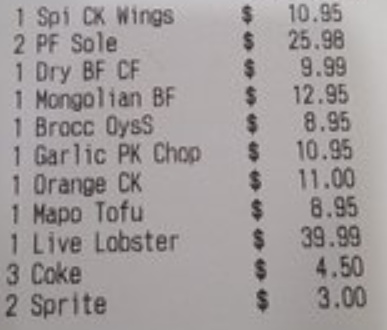 1 Spi CK Wings $ 10.95
2 PF Sole $ 25.98
1 Dry BF CF $ 9.99
1 Mongolian BF $ 12.95
1 Brocc OysS $ 8.95
1 Garlic PK Chop $ 10.95
1 Orange CK $ 11.00
1 Mapo Tofu $ 8.95
1 Live Lobster $ 39.99
3 Coke $ 4.50
2 Sprite $ 3.00